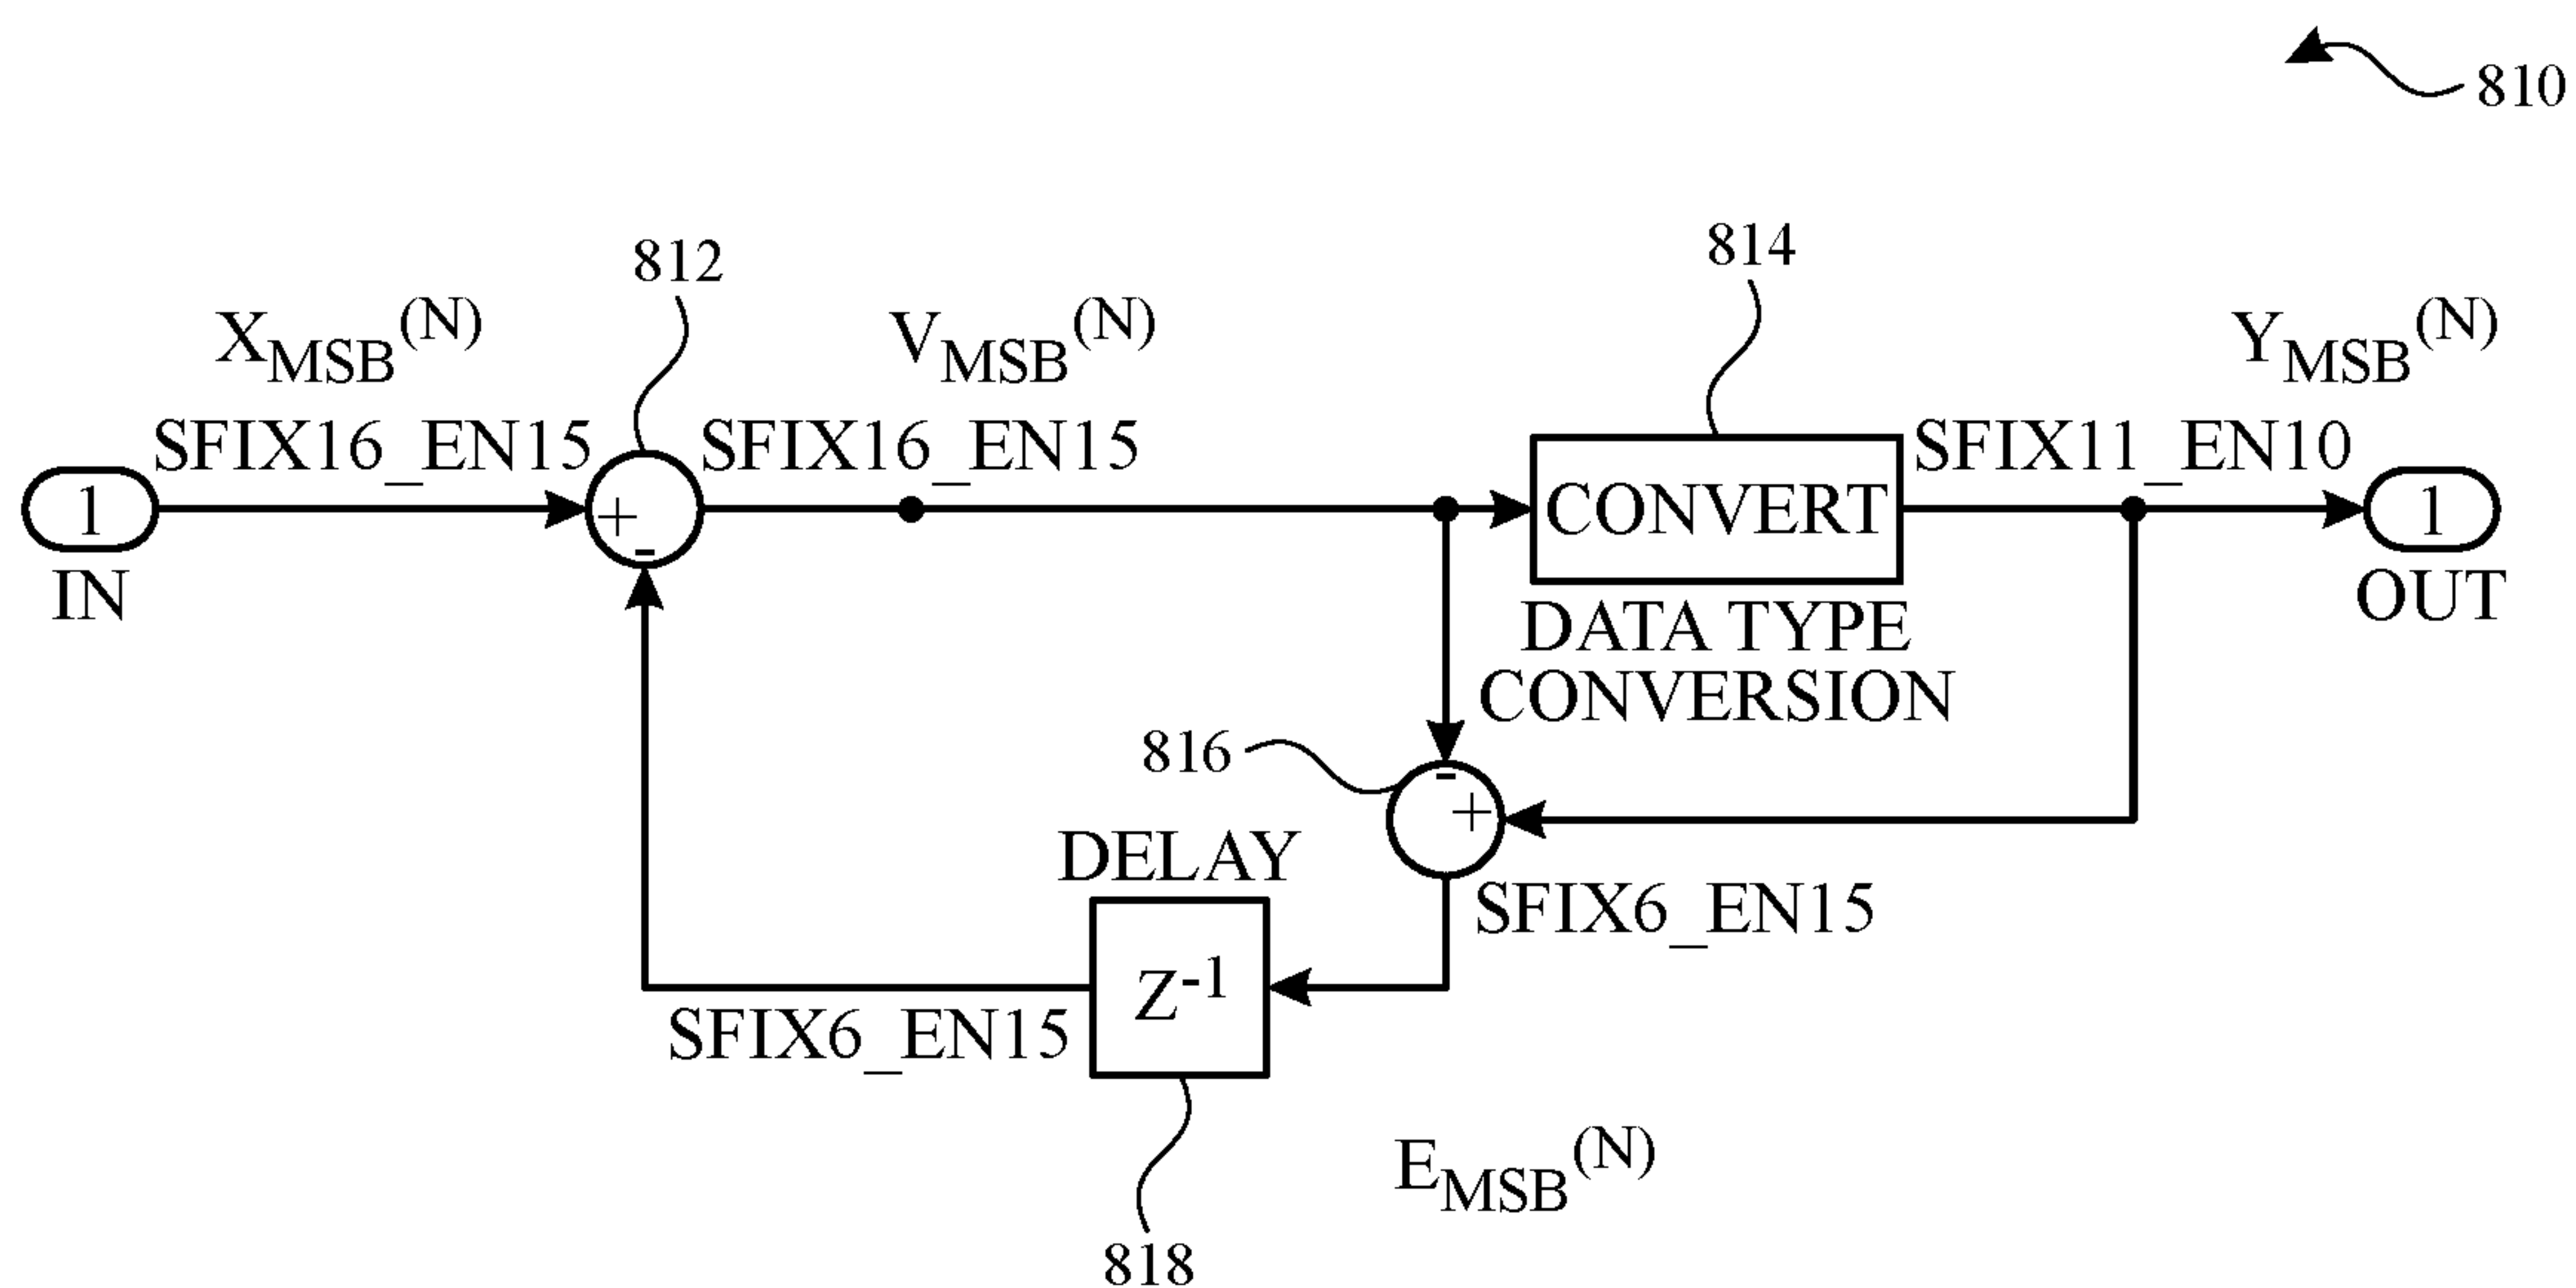 810
812
814
X_MSB^(N)
V_MSB^(N)
Y_MSB^(N)
SFIX16_EN15
SFIX16_EN15
SFIX11_EN10
1
+
-
CONVERT
1
IN
DATA TYPE
CONVERSION
OUT
816
-
+
DELAY
SFIX6_EN15
Z^-1
SFIX6_EN15
E_MSB^(N)
818